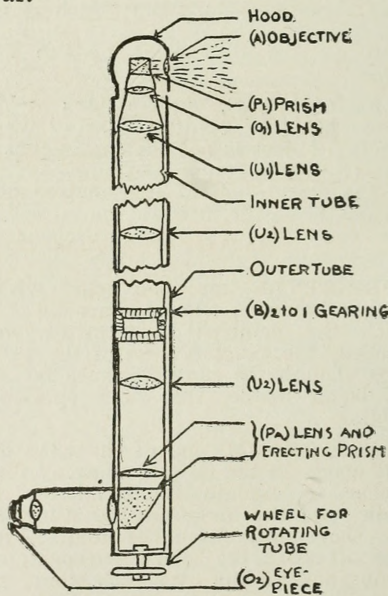 HOOD.
(A) OBJECTIVE
(P1) PRISM
(O1) LENS
(U1) LENS
INNER TUBE
(U2) LENS
OUTER TUBE
(B) 2 to 1 GEARING
(U2) LENS
(PA) LENS AND
ERECTING PRISM
WHEEL FOR
ROTATING
TUBE
(O2) EYE-
PIECE